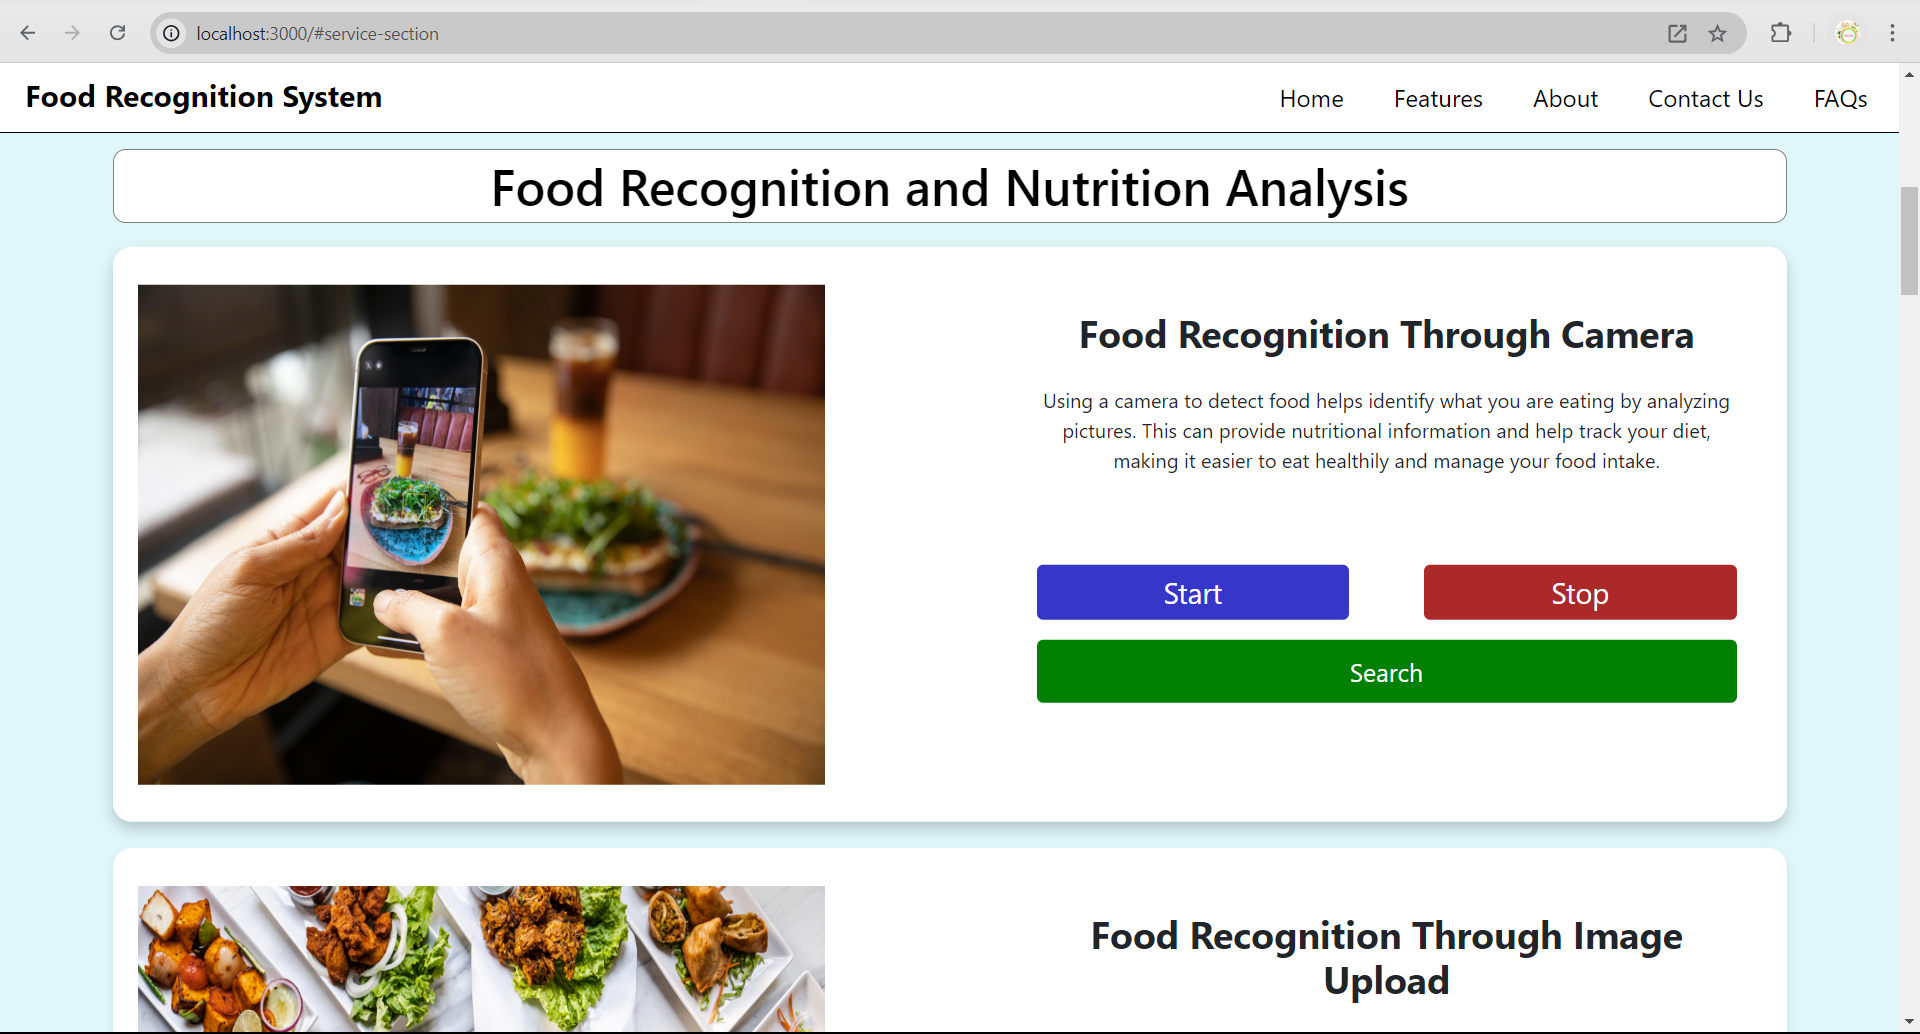 localhost:3000/#service-section
Food Recognition System
Home Features About Contact Us FAQs
Food Recognition and Nutrition Analysis
Food Recognition Through Camera
Using a camera to detect food helps identify what you are eating by analyzing
pictures. This can provide nutritional information and help track your diet,
making it easier to eat healthily and manage your food intake.
Start Stop
Search
Food Recognition Through Image
Upload